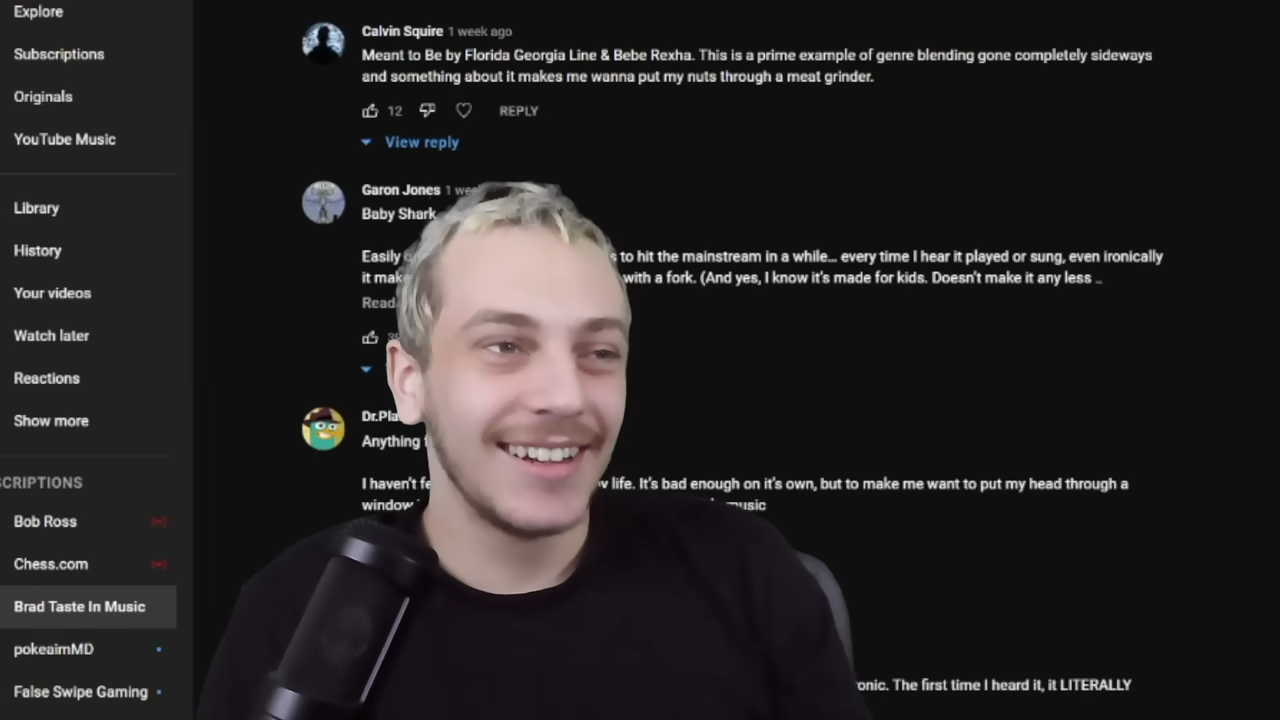 Explore
Subscriptions
Originals
YouTube Music
Library
History
Your videos
Watch later
Reactions
Show more
SCRIPTIONS
Bob Ross
Chess.com
Brad Taste In Music
pokeaimMD
False Swipe Gaming
Calvin Squire 1 week ago
Meant to Be by Florida Georgia Line & Bebe Rexha. This is a prime example of genre blending gone completely sideways
and something about it makes me wanna put my nuts through a meat grinder.
12 REPLY
View reply
Garon Jones 1
Baby Shark
Easily to hit the mainstream in a while... every time I hear it played or sung, even ironically
it with a fork. (And yes, I know it's made for kids. Doesn't make it any less ..
Read
Dr.Pla
Anything
I haven't life. It's bad enough on it's own, but to make me want to put my head through a
window music
The first time I heard it, it LITERALLY